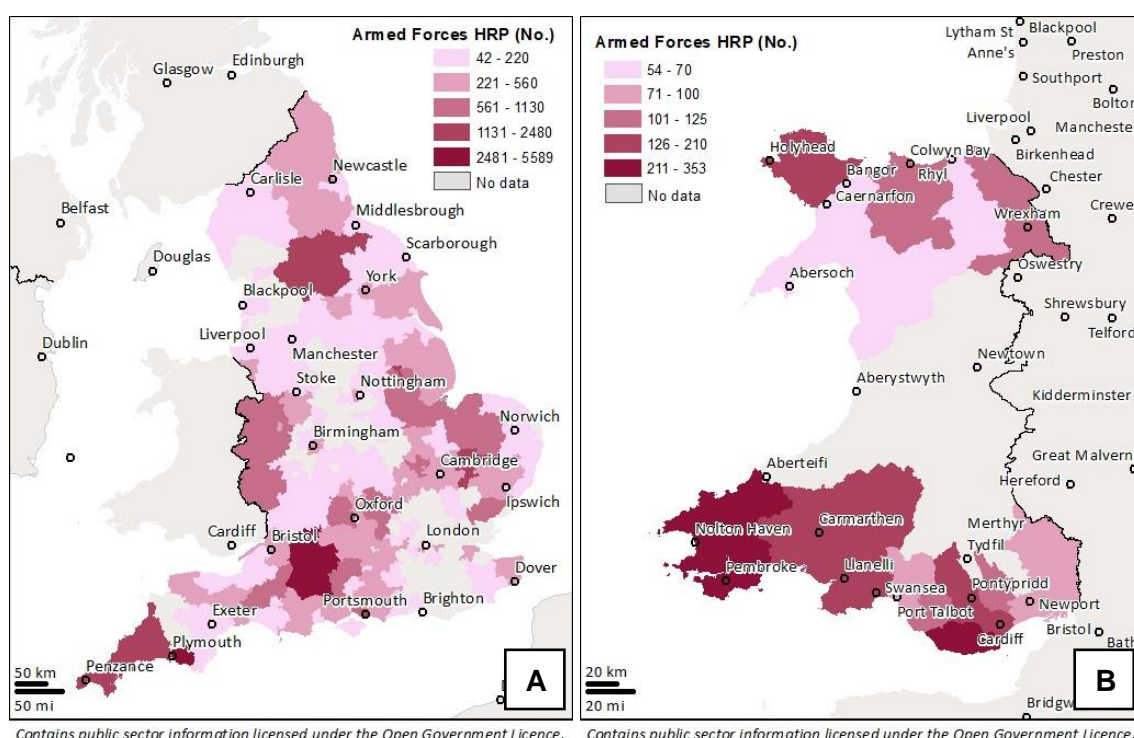 Armed Forces HRP (No.)
42 - 220
221 - 560
561 - 1130
1131 - 2480
2481 - 5589
No data
Edinburgh
Glasgow
Newcastle
Carlisle
Belfast
Middlesbrough
Scarborough
Douglas
York
Blackpool
Liverpool
Dublin
Manchester
Stoke
Nottingham
Norwich
Birmingham
Cambridge
Ipswich
Oxford
Cardiff
Bristol
London
Dover
Portsmouth
Brighton
Exeter
Plymouth
Penzance
50 km
50 mi
A
Contains public sector information licensed under the Open Government Licence.
Armed Forces HRP (No.)
54 - 70
71 - 100
101 - 125
126 - 210
211 - 353
No data
Lytham St
Anne's
Blackpool
Preston
Southport
Bolton
Liverpool
Manchester
Holyhead
Colwyn Bay
Birkenhead
Bangor
Rhyl
Chester
Caernarfon
Wrexham
Crewe
Abersoch
Oswestry
Shrewsbury
Telford
Newtown
Aberystwyth
Kidderminster
Aberteifi
Great Malvern
Hereford
Nolton Haven
Carmarthen
Merthyr
Tydfil
Pembroke
Llanelli
Swansea
Pontypridd
Port Talbot
Newport
Cardiff
Bristol
Bath
20 km
20 mi
Bridgw
B
Contains public sector information licensed under the Open Government Licence.